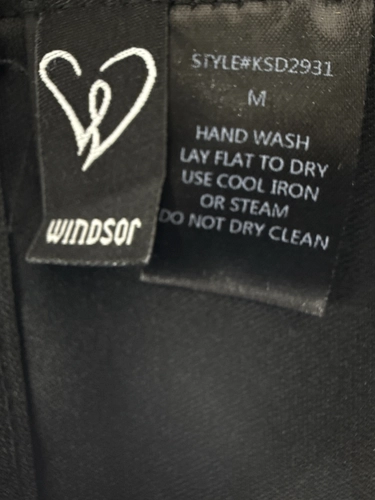 WINDSOR
STYLE#KSD2931
M
HAND WASH
LAY FLAT TO DRY
USE COOL IRON
OR STEAM
DO NOT DRY CLEAN